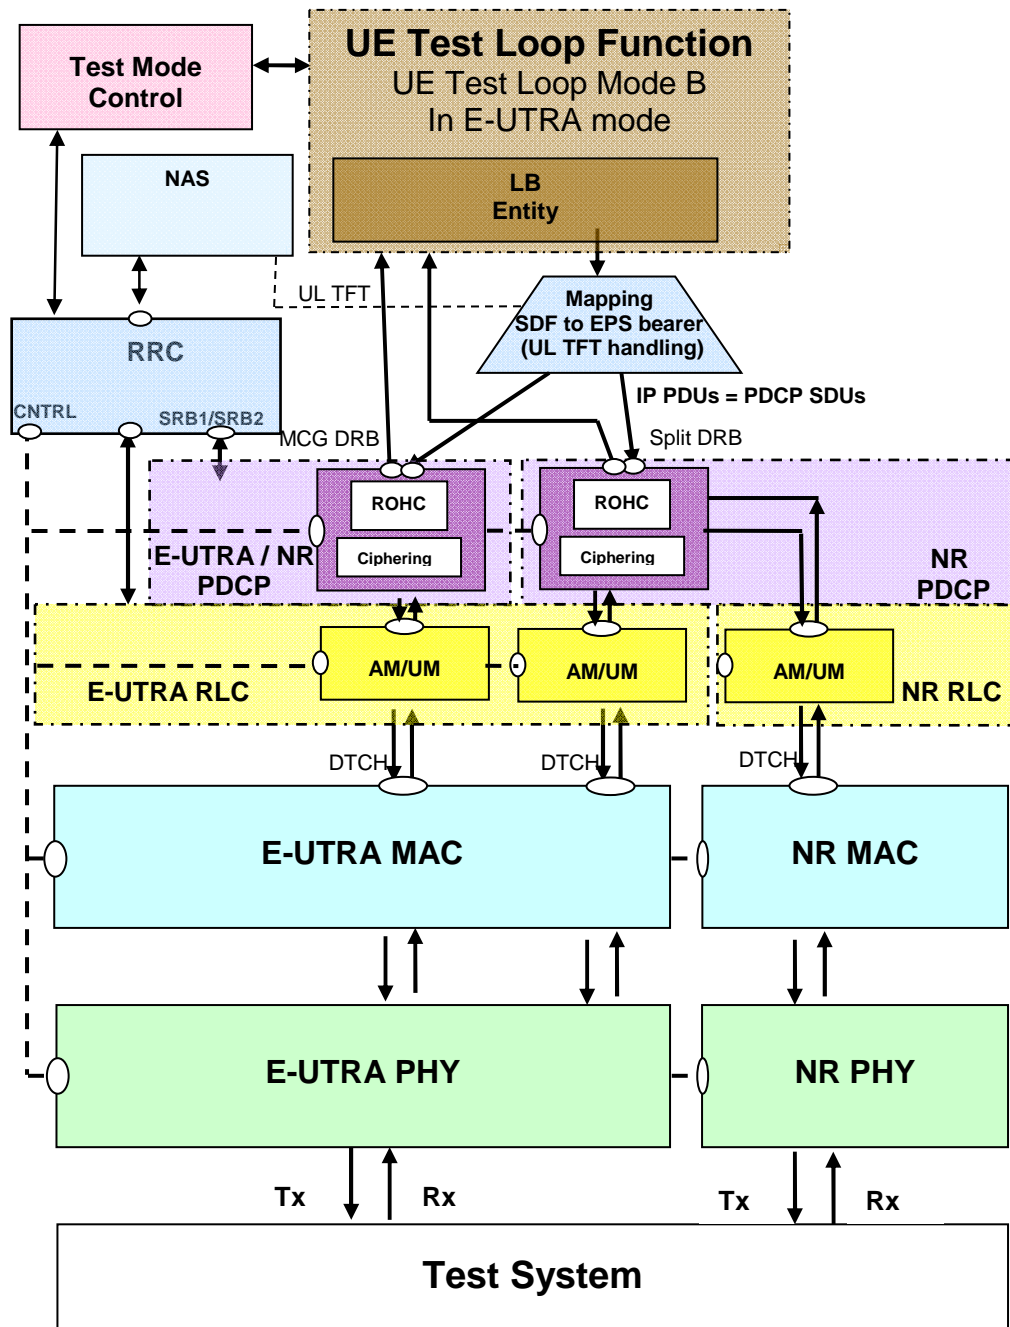 UE Test Loop Function
UE Test Loop Mode B
In E-UTRA mode
Test Mode
Control
NAS
LB
Entity
UL TFT
Mapping
SDF to EPS bearer
(UL TFT handling)
RRC
CNTRL
SRB1/SRB2
IP PDUs = PDCP SDUs
MCG DRB
Split DRB
ROHC
Ciphering
E-UTRA / NR
PDCP
ROHC
Ciphering
NR
PDCP
E-UTRA RLC
AM/UM
AM/UM
AM/UM
NR RLC
DTCH
DTCH
DTCH
E-UTRA MAC
NR MAC
E-UTRA PHY
NR PHY
Tx
Rx
Tx
Rx
Test System